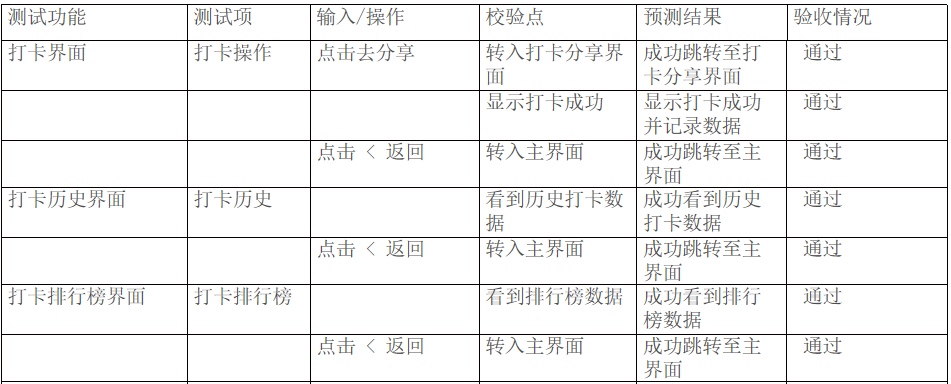 测试功能 测试项 输入/操作 校验点 预测结果 验收情况
打卡界面 打卡操作 点击去分享 转入打卡分享界 成功跳转至打 通过
面 卡分享界面
显示打卡成功 显示打卡成功 通过
并记录数据
点击 < 返回 转入主界面 成功跳转至主 通过
界面
打卡历史界面 打卡历史 看到历史打卡数 成功看到历史 通过
据 打卡数据
点击 < 返回 转入主界面 成功跳转至主 通过
界面
打卡排行榜界面 打卡排行榜 看到排行榜数据 成功看到排行 通过
榜数据
点击 < 返回 转入主界面 成功跳转至主 通过
界面